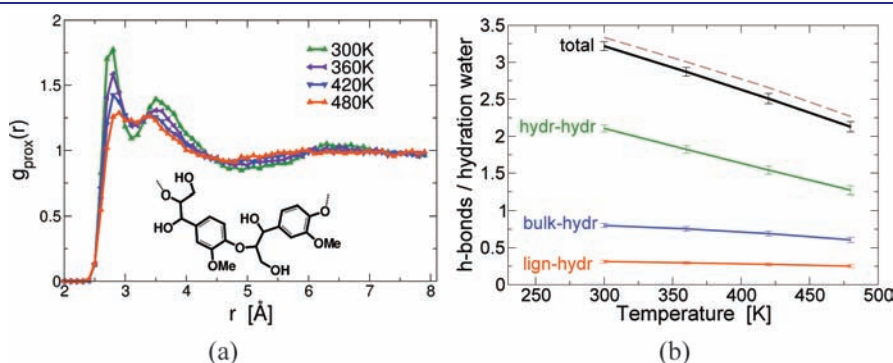 (a)
300K
360K
420K
480K
g_prox(r)
2
1.5
1
0.5
0
2 3 4 5 6 7 8
r [Å]
O
OH
HO
OMe
O
HO
OH
O
OMe
(a)
(b)
total
hydr-hydr
bulk-hydr
lign-hydr
h-bonds / hydration water
3.5
3
2.5
2
1.5
1
0.5
0
250 300 350 400 450 500
Temperature [K]
(b)